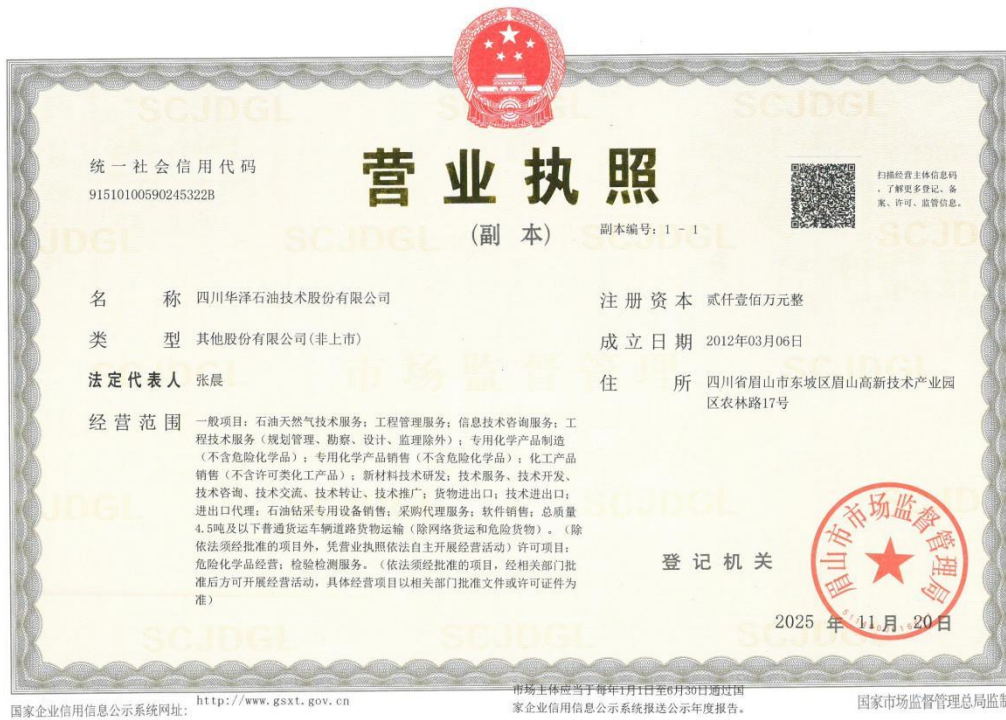 统一社会信用代码
91510100590245322B
营业执照
(副 本)
副本编号：1 - 1
扫描经营主体信息码
，了解更多登记、备
案、许可、监管信息。
名 称 四川华泽石油技术股份有限公司
类 型 其他股份有限公司(非上市)
法定代表人 张晨
经营范围 一般项目：石油天然气技术服务；工程管理服务；信息技术咨询服务；工
程技术服务（规划管理、勘察、设计、监理除外）；专用化学产品制造
（不含危险化学品）；专用化学产品销售（不含危险化学品）；化工产品
销售（不含许可类化工产品）；新材料技术研发；技术服务、技术开发、
技术咨询、技术交流、技术转让、技术推广；货物进出口；技术进出口；
进出口代理；石油钻采专用设备销售；采购代理服务；软件销售；总质量
4.5吨及以下普通货运车辆道路货物运输（除网络货运和危险货物）。（除
依法须经批准的项目外，凭营业执照依法自主开展经营活动）许可项目：
危险化学品经营；检验检测服务。（依法须经批准的项目，经相关部门批
准后方可开展经营活动，具体经营项目以相关部门批准文件或许可证件为
准）
注册资本 贰仟壹佰万元整
成立日期 2012年03月06日
住 所 四川省眉山市东坡区眉山高新技术产业园
区农林路17号
登记机关
眉山市市场监督管理局
2025 年 11月 20日
国家企业信用信息公示系统网址：
http://www.gsxt.gov.cn
市场主体应当于每年1月1日至6月30日通过国
家企业信用信息公示系统报送公示年度报告。
国家市场监督管理总局监制
SCJDGL
市场监督管理